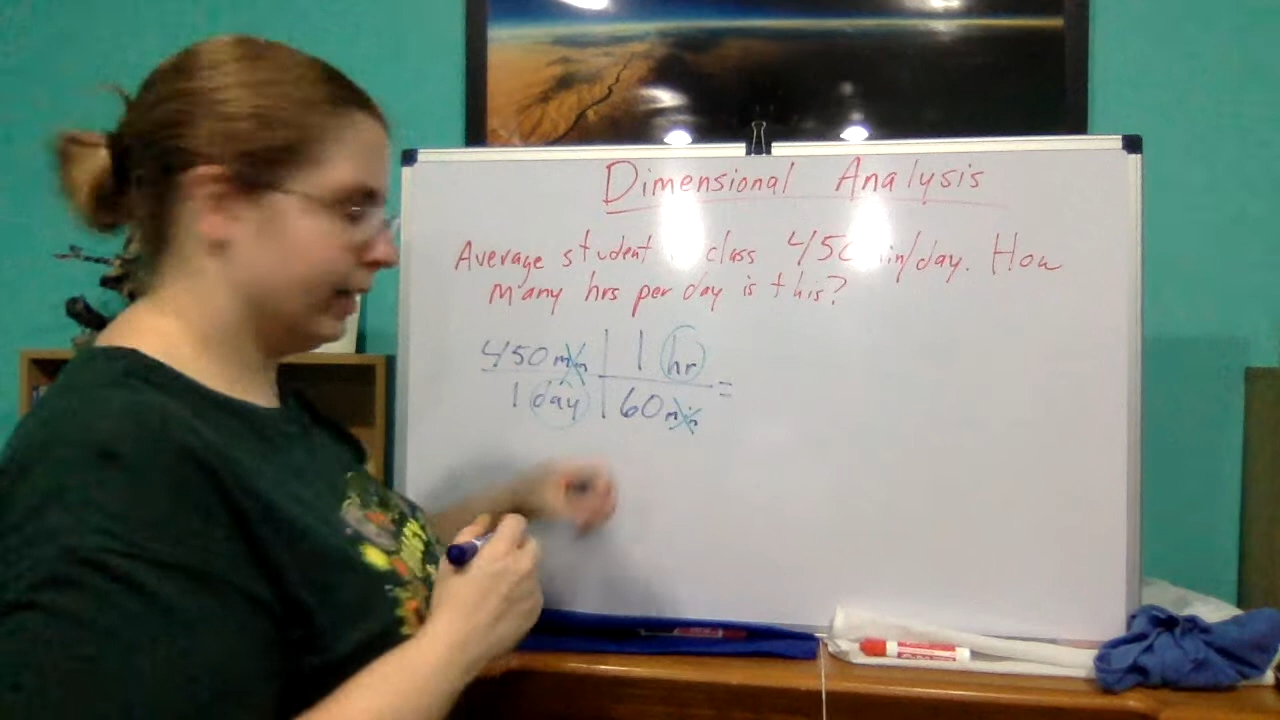 Dimensional Analysis
Average student class 450 min/day. How
many hrs per day is this?
450 min 1 hr
1 day 60 min =